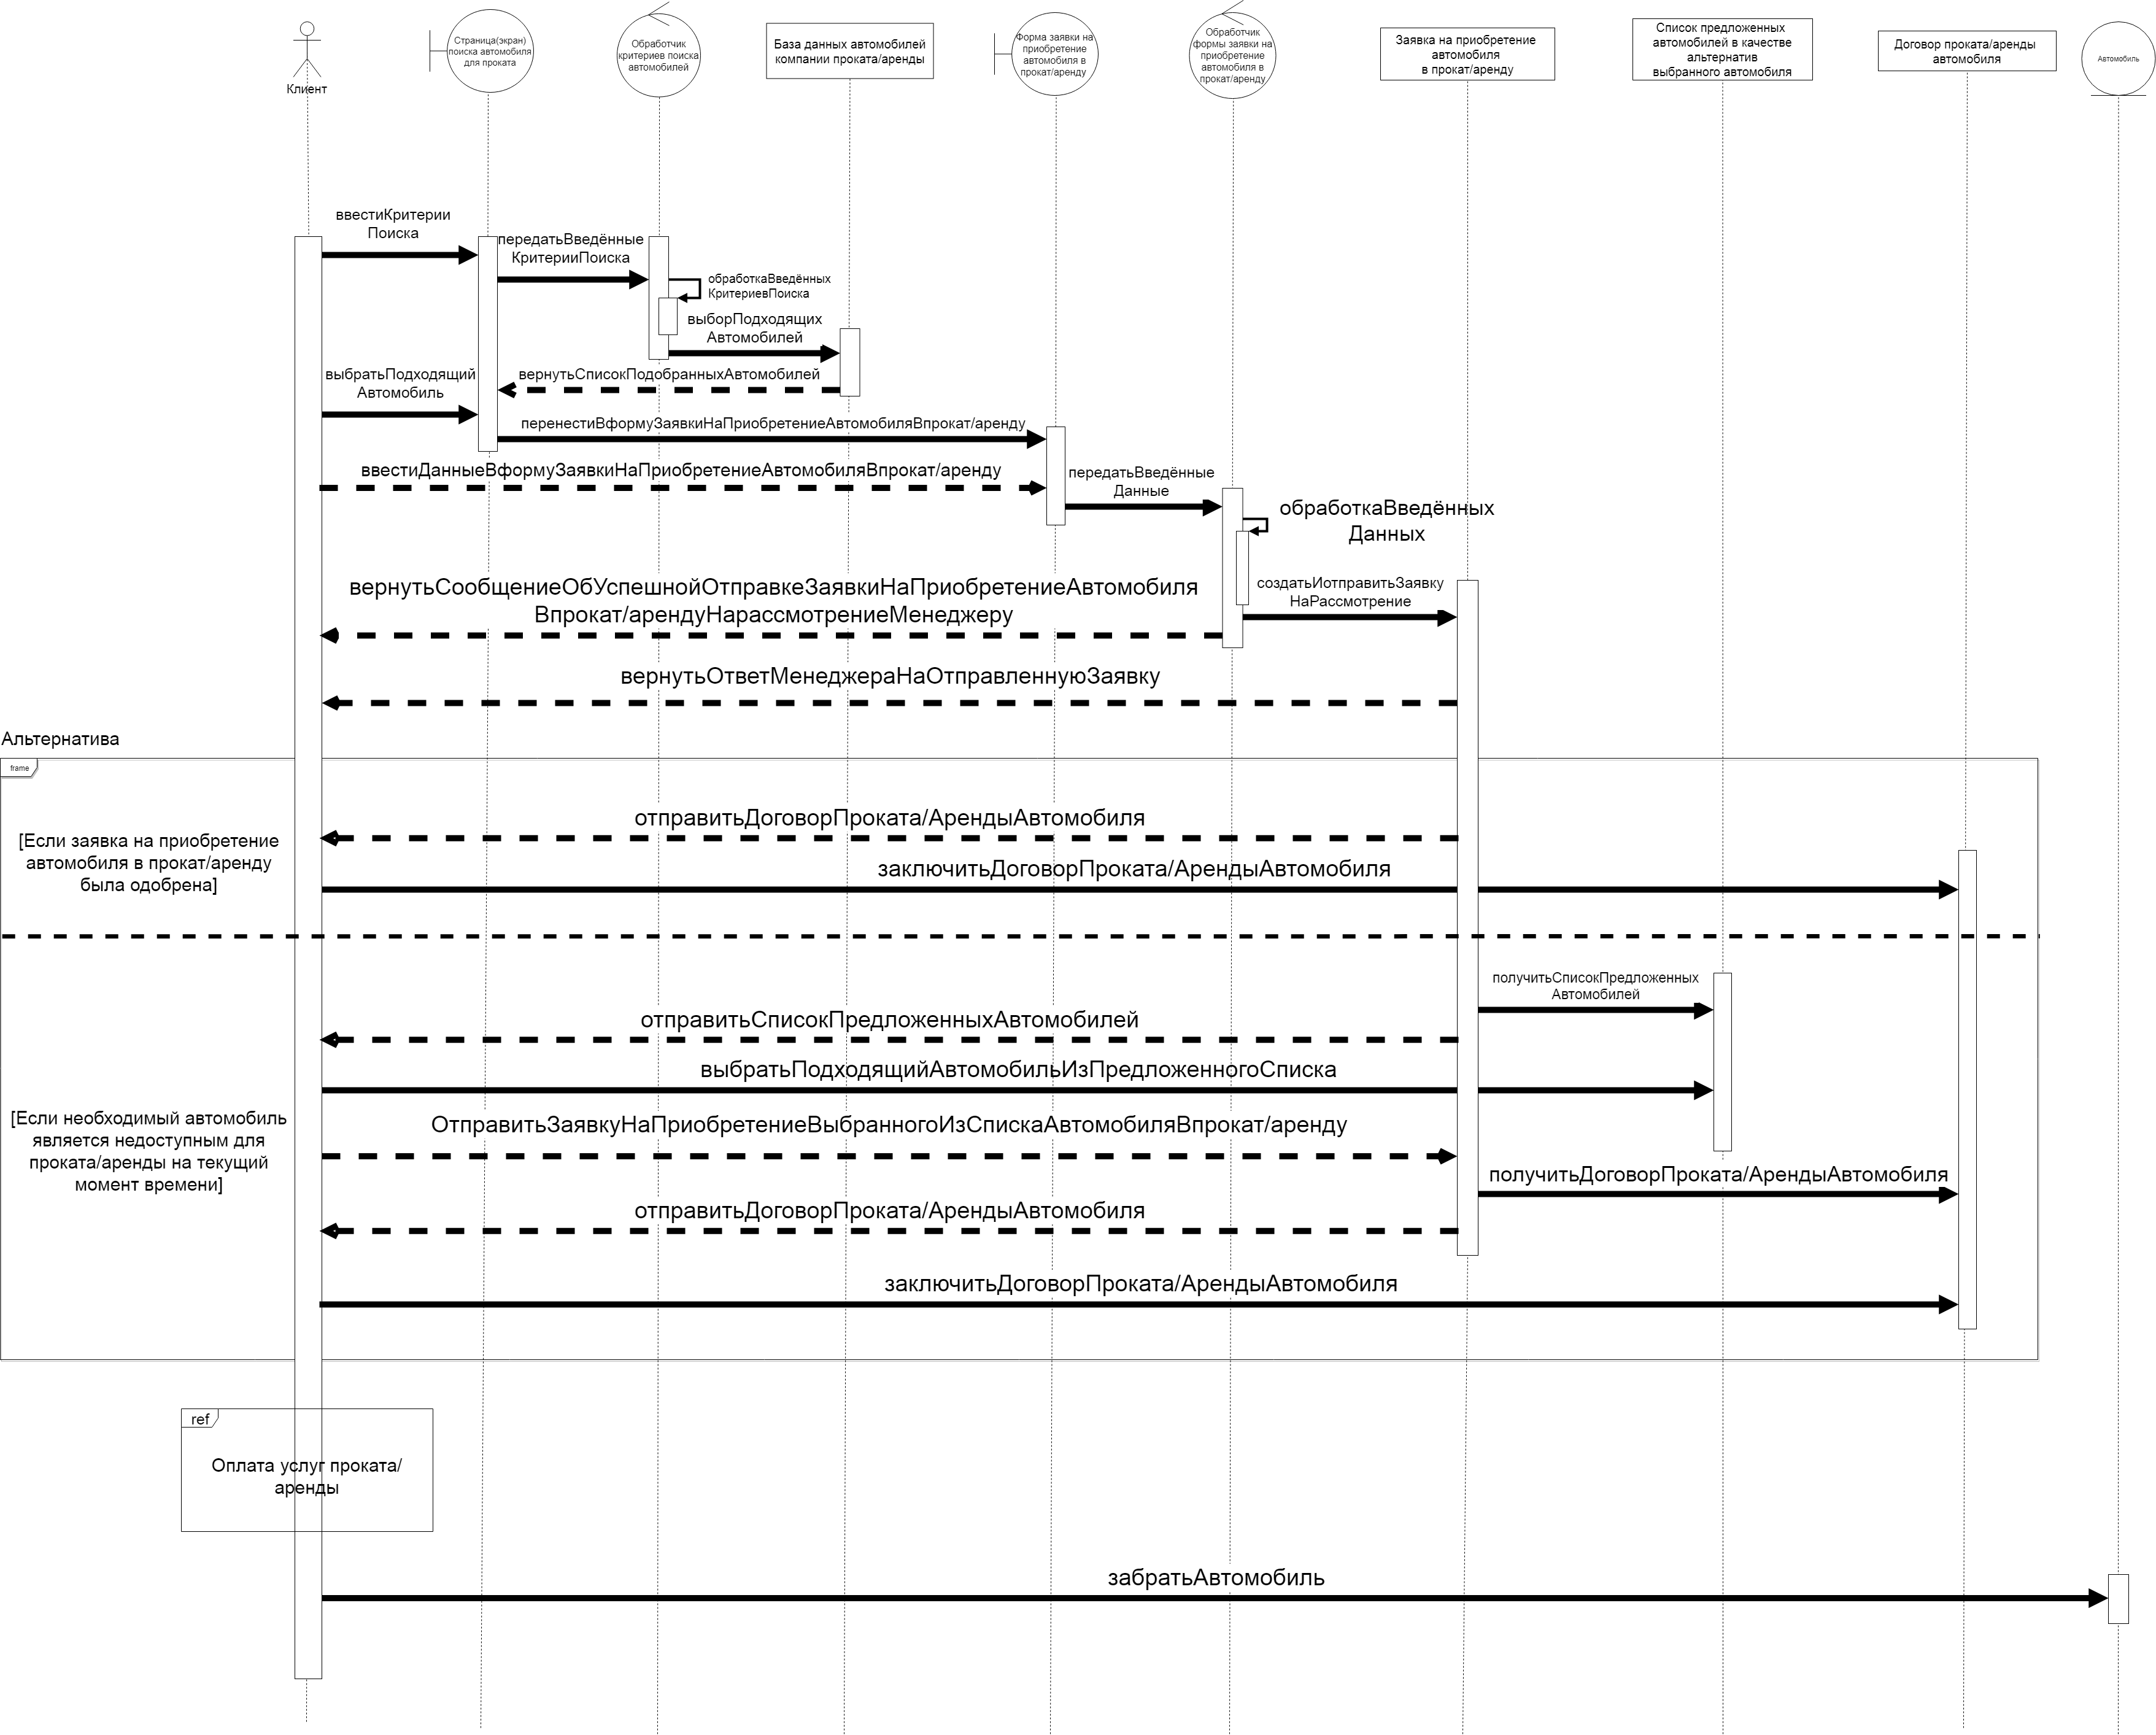 Клиент
Страница(экран)
поиска автомобиля
для проката
Обработчик
критериев поиска
автомобилей
База данных автомобилей
компании проката/аренды
Форма заявки на
приобретение
автомобиля в
прокат/аренду
Обработчик
формы заявки на
приобретение
автомобиля в
прокат/аренду
Заявка на приобретение
автомобиля
в прокат/аренду
Список предложенных
автомобилей в качестве
альтернатив
выбранного автомобиля
Договор проката/аренды
автомобиля
Автомобиль
ввестиКритерии
Поиска
передатьВведённые
КритерииПоиска
обработкаВведённых
КритериевПоиска
выборПодходящих
Автомобилей
вернутьСписокПодобранныхАвтомобилей
выбратьПодходящий
Автомобиль
перенестиВформуЗаявкиНаПриобретениеАвтомобиляВпрокат/аренду
ввестиДанныеВформуЗаявкиНаПриобретениеАвтомобиляВпрокат/аренду
передатьВведённые
Данные
обработкаВведённых
Данных
вернутьСообщениеОбУспешнойОтправкеЗаявкиНаПриобретениеАвтомобиля
Впрокат/арендуНарассмотрениеМенеджеру
создатьИотправитьЗаявку
НаРассмотрение
вернутьОтветМенеджераНаОтправленнуюЗаявку
Альтернатива
frame
отправитьДоговорПроката/АрендыАвтомобиля
[Если заявка на приобретение
автомобиля в прокат/аренду
была одобрена]
заключитьДоговорПроката/АрендыАвтомобиля
получитьСписокПредложенных
Автомобилей
отправитьСписокПредложенныхАвтомобилей
выбратьПодходящийАвтомобильИзПредложенногоСписка
[Если необходимый автомобиль
является недоступным для
проката/аренды на текущий
момент времени]
ОтправитьЗаявкуНаПриобретениеВыбранногоИзСпискаАвтомобиляВпрокат/аренду
получитьДоговорПроката/АрендыАвтомобиля
отправитьДоговорПроката/АрендыАвтомобиля
заключитьДоговорПроката/АрендыАвтомобиля
ref
Оплата услуг проката/
аренды
забратьАвтомобиль